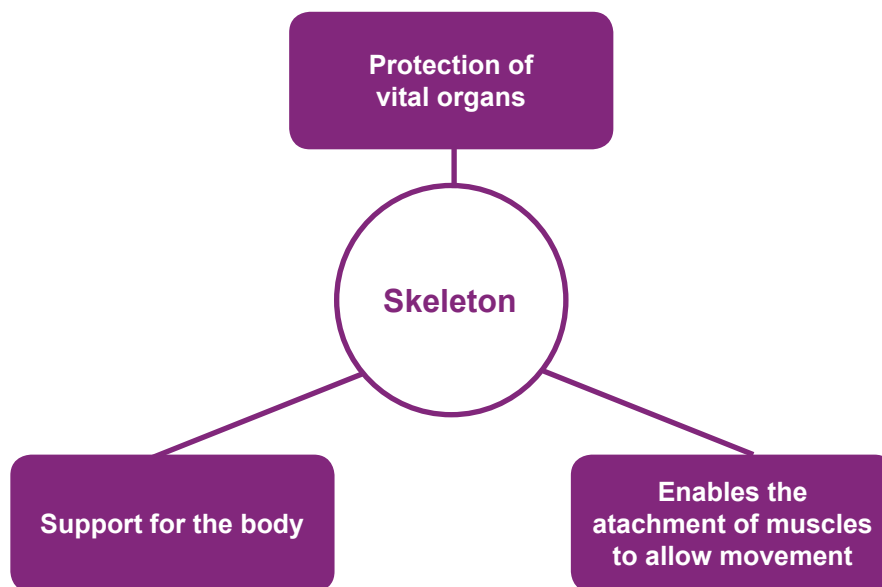 Protection of
vital organs
Skeleton
Support for the body
Enables the
atachment of muscles
to allow movement